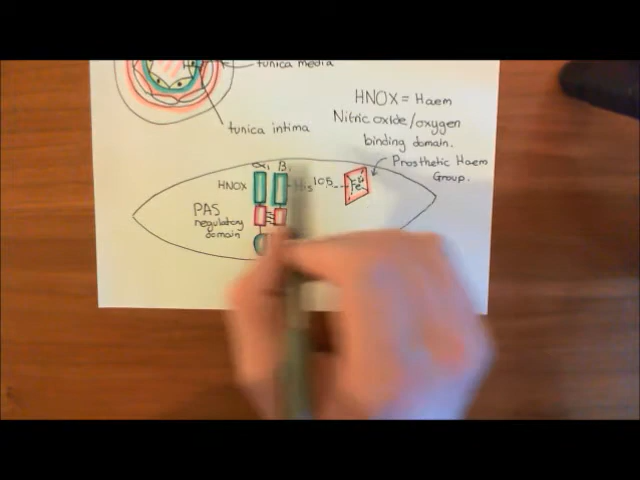 tunica media
tunica intima
HNOX = Haem
Nitric oxide/oxygen
binding domain.
Prosthetic Haem
Group.
α₁ β₁
HNOX
His 105
Fe
PAS
regulatory
domain